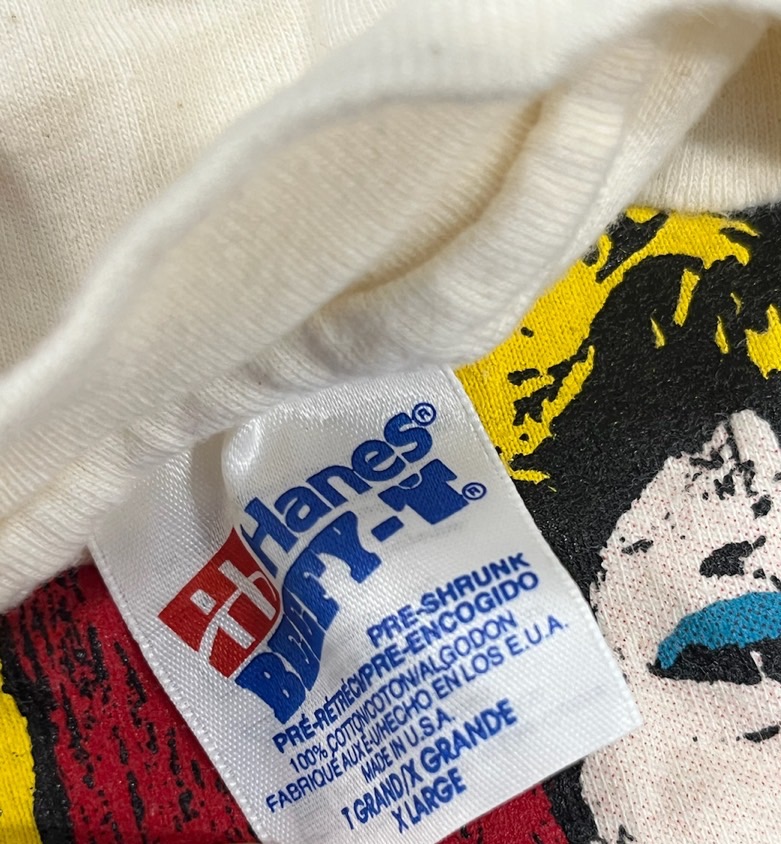 Hanes®
BEEFY-T®
PRE-SHRUNK
PRÉ-RÉTRÉCI/PRE-ENCOGIDO
100% COTTON/COTON/ALGODON
FABRIQUÉ AUX É.-U./HECHO EN LOS E.U.A.
MADE IN U.S.A.
T GRAND/X GRANDE
X LARGE